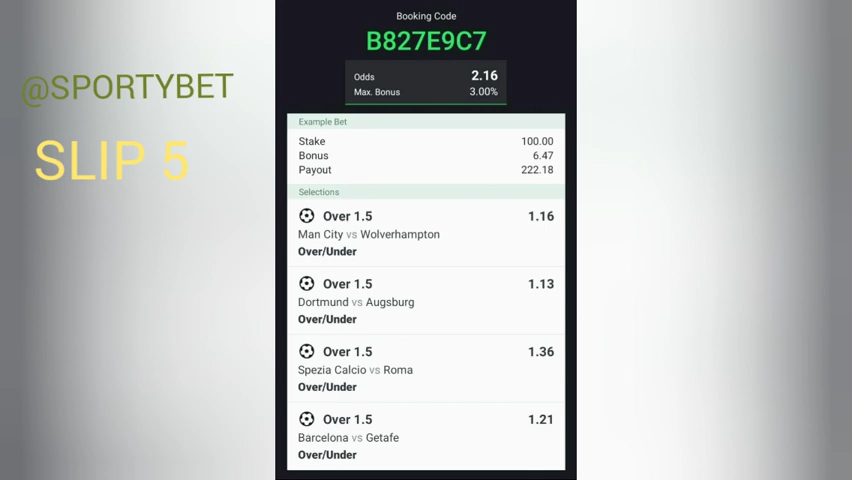 Booking Code
B827E9C7
@SPORTYBET
SLIP 5
Odds 2.16
Max. Bonus 3.00%
Example Bet
Stake 100.00
Bonus 6.47
Payout 222.18
Selections
Over 1.5 1.16
Man City vs Wolverhampton
Over/Under
Over 1.5 1.13
Dortmund vs Augsburg
Over/Under
Over 1.5 1.36
Spezia Calcio vs Roma
Over/Under
Over 1.5 1.21
Barcelona vs Getafe
Over/Under